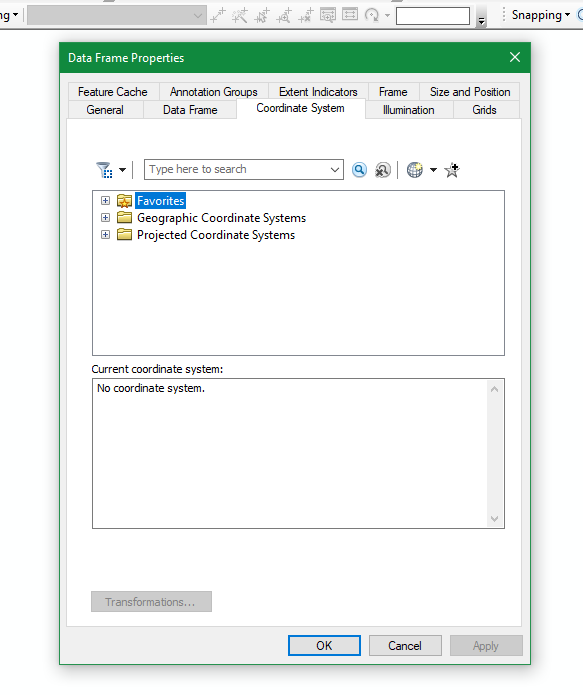 ng Snapping
Data Frame Properties
Feature Cache Annotation Groups Extent Indicators Frame Size and Position
General Data Frame Coordinate System Illumination Grids
Type here to search
Favorites
Geographic Coordinate Systems
Projected Coordinate Systems
Current coordinate system:
No coordinate system.
Transformations...
OK Cancel Apply